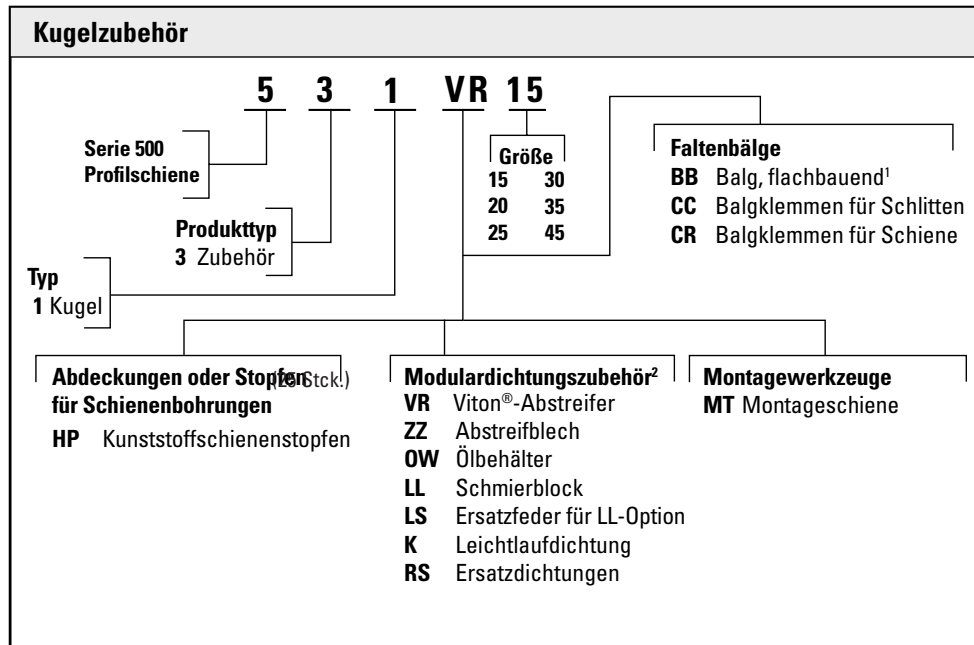 Kugelzubehör
5 3 1 VR 15
Serie 500
Profilschiene
Größe
15 30
20 35
25 45
Faltenbälge
BB Balg, flachbauend¹
CC Balgklemmen für Schlitten
CR Balgklemmen für Schiene
Produkttyp
3 Zubehör
Typ
1 Kugel
Abdeckungen oder Stopfen (25 Stck.)
für Schienenbohrungen
HP Kunststoffschienenstopfen
Modulardichtungszubehör²
VR Viton®-Abstreifer
ZZ Abstreifblech
OW Ölbehälter
LL Schmierblock
LS Ersatzfeder für LL-Option
K Leichtlaufdichtung
RS Ersatzdichtungen
Montagewerkzeuge
MT Montageschiene